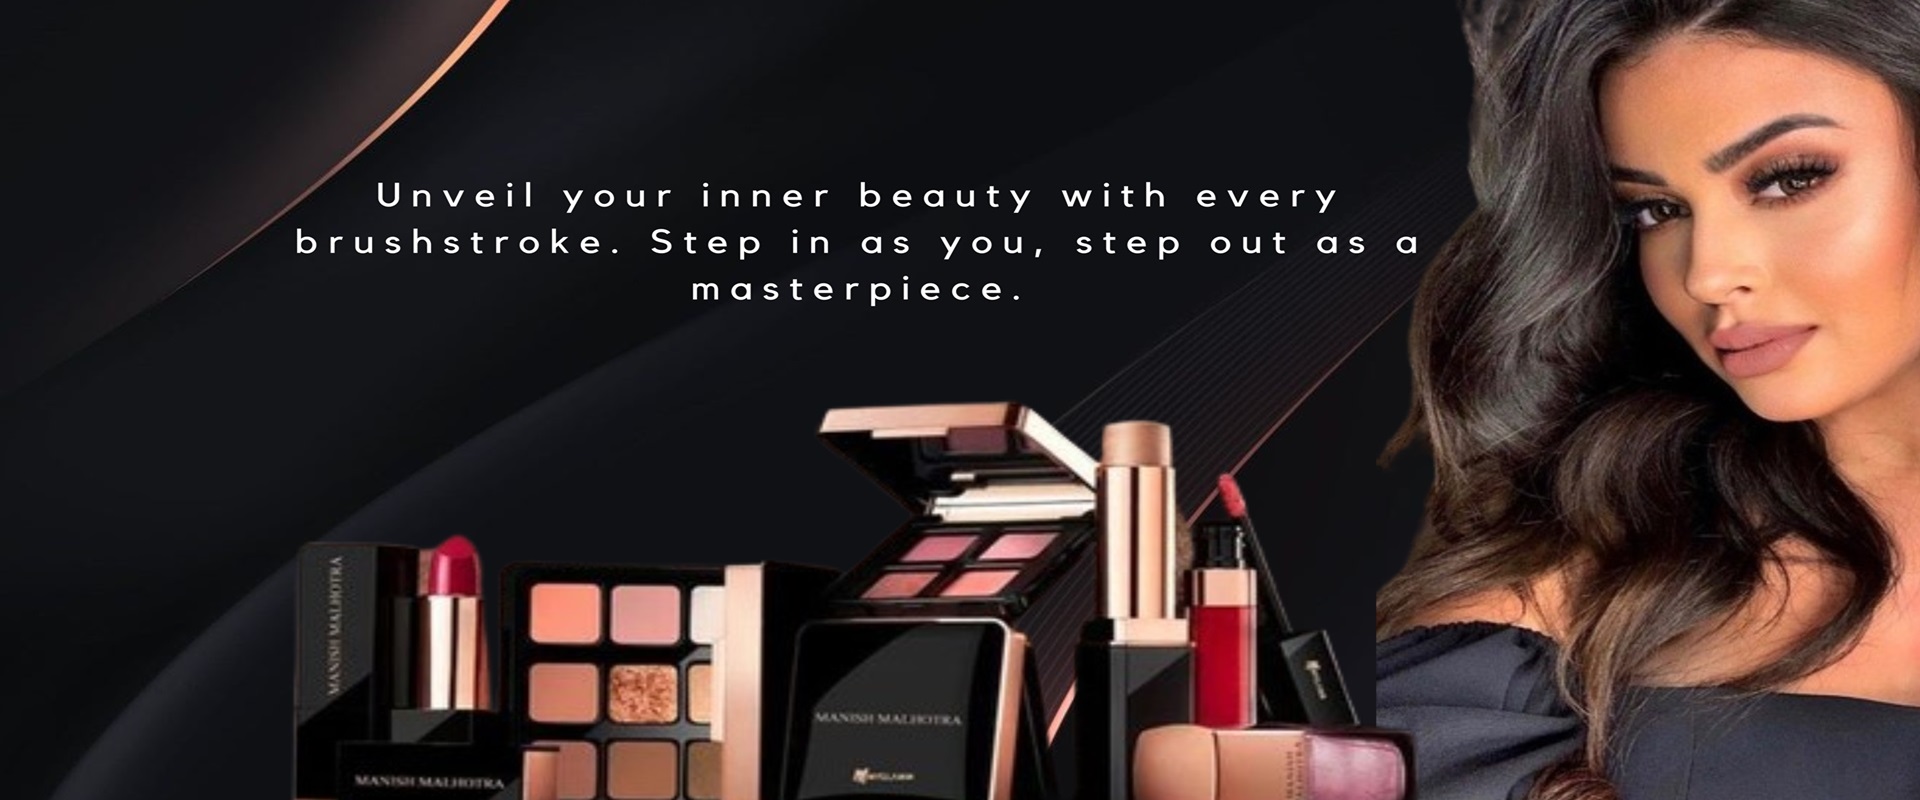 Unveil your inner beauty with every
brushstroke. Step in as you, step out as a
masterpiece.
MANISH MALHOTRA
MANISH MALHOTRA
MANISH MALHOTRA